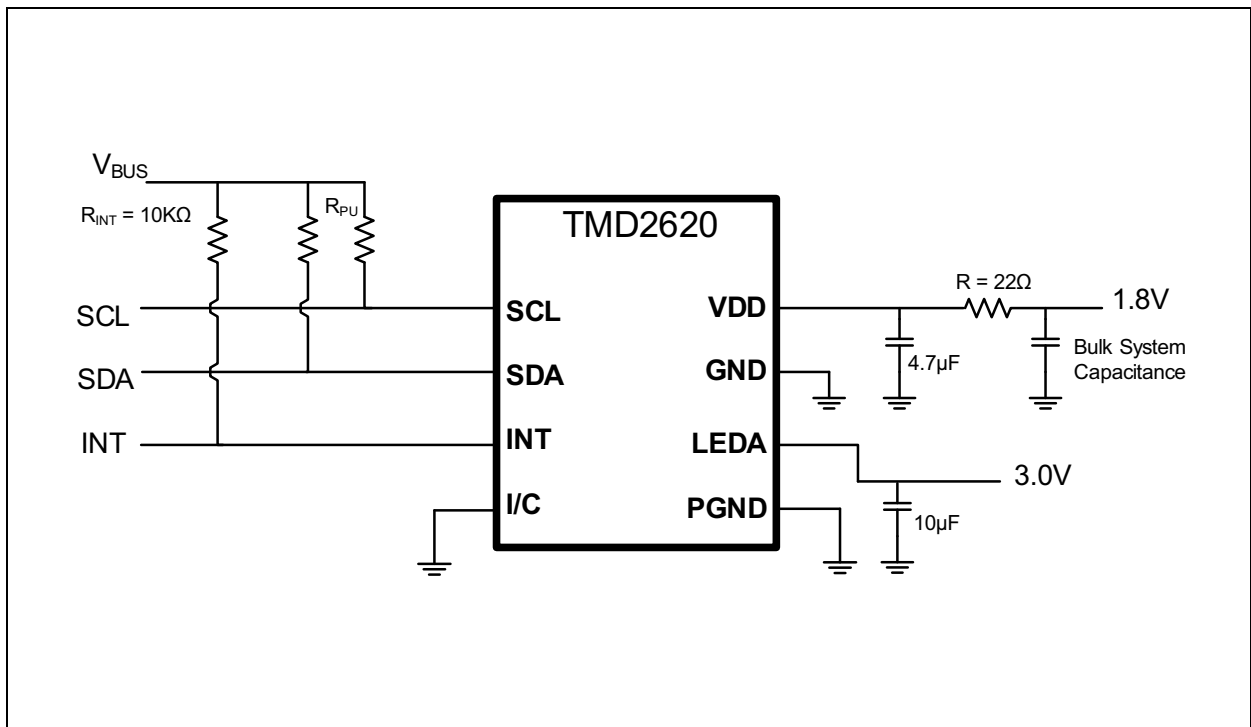 V_BUS
R_INT = 10KΩ
R_PU
SCL
SDA
INT
TMD2620
SCL
SDA
INT
I/C
VDD
GND
LEDA
PGND
R = 22Ω
1.8V
4.7µF
Bulk System
Capacitance
3.0V
10µF